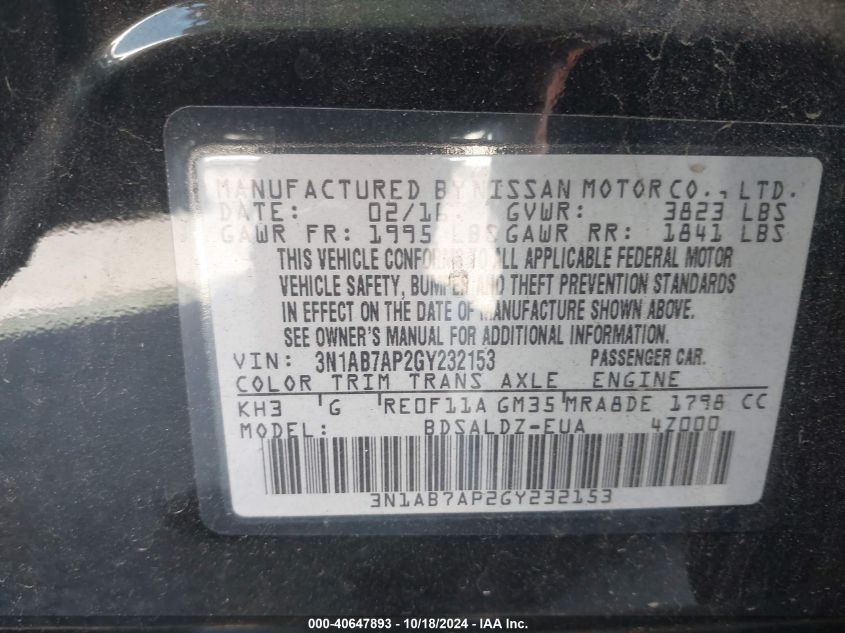 MANUFACTURED BY NISSAN MOTOR CO., LTD.
DATE: 02/16 GVWR: 3823 LBS
GAWR FR: 1995 LBS GAWR RR: 1841 LBS
THIS VEHICLE CONFORMS TO ALL APPLICABLE FEDERAL MOTOR
VEHICLE SAFETY, BUMPER AND THEFT PREVENTION STANDARDS
IN EFFECT ON THE DATE OF MANUFACTURE SHOWN ABOVE.
SEE OWNER'S MANUAL FOR ADDITIONAL INFORMATION.
VIN: 3N1AB7AP2GY232153 PASSENGER CAR.
COLOR TRIM TRANS AXLE ENGINE
KH3 G RE0F11A GM35 MRA8DE 1798 CC
MODEL: BDSALDZ-EUA 4Z000
3N1AB7AP2GY232153
000-40647893 - 10/18/2024 - IAA Inc.